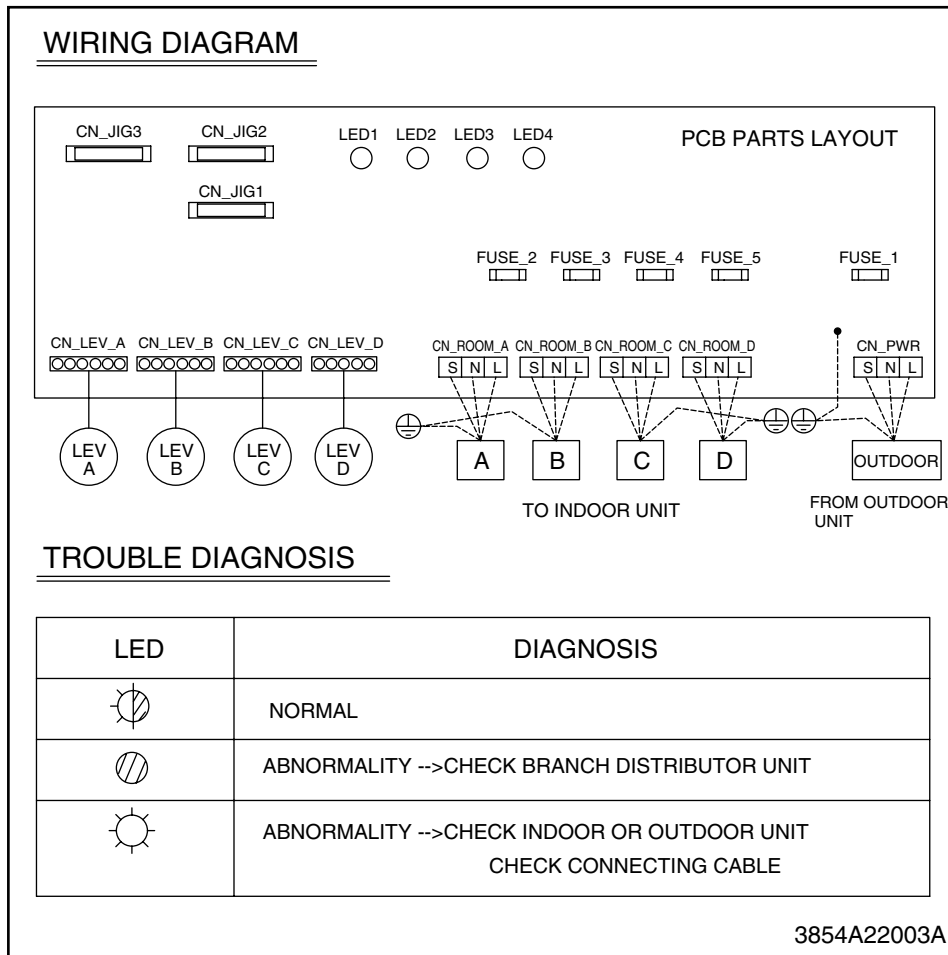 WIRING DIAGRAM
CN_JIG3 CN_JIG2 LED1 LED2 LED3 LED4 PCB PARTS LAYOUT
CN_JIG1
FUSE_2 FUSE_3 FUSE_4 FUSE_5 FUSE_1
CN_LEV_A CN_LEV_B CN_LEV_C CN_LEV_D CN_ROOM_A CN_ROOM_B CN_ROOM_C CN_ROOM_D CN_PWR
S N L S N L S N L S N L S N L
LEV A LEV B LEV C LEV D A B C D OUTDOOR
TO INDOOR UNIT
FROM OUTDOOR
UNIT
TROUBLE DIAGNOSIS
LED DIAGNOSIS
NORMAL
ABNORMALITY -->CHECK BRANCH DISTRIBUTOR UNIT
ABNORMALITY -->CHECK INDOOR OR OUTDOOR UNIT
CHECK CONNECTING CABLE
3854A22003A